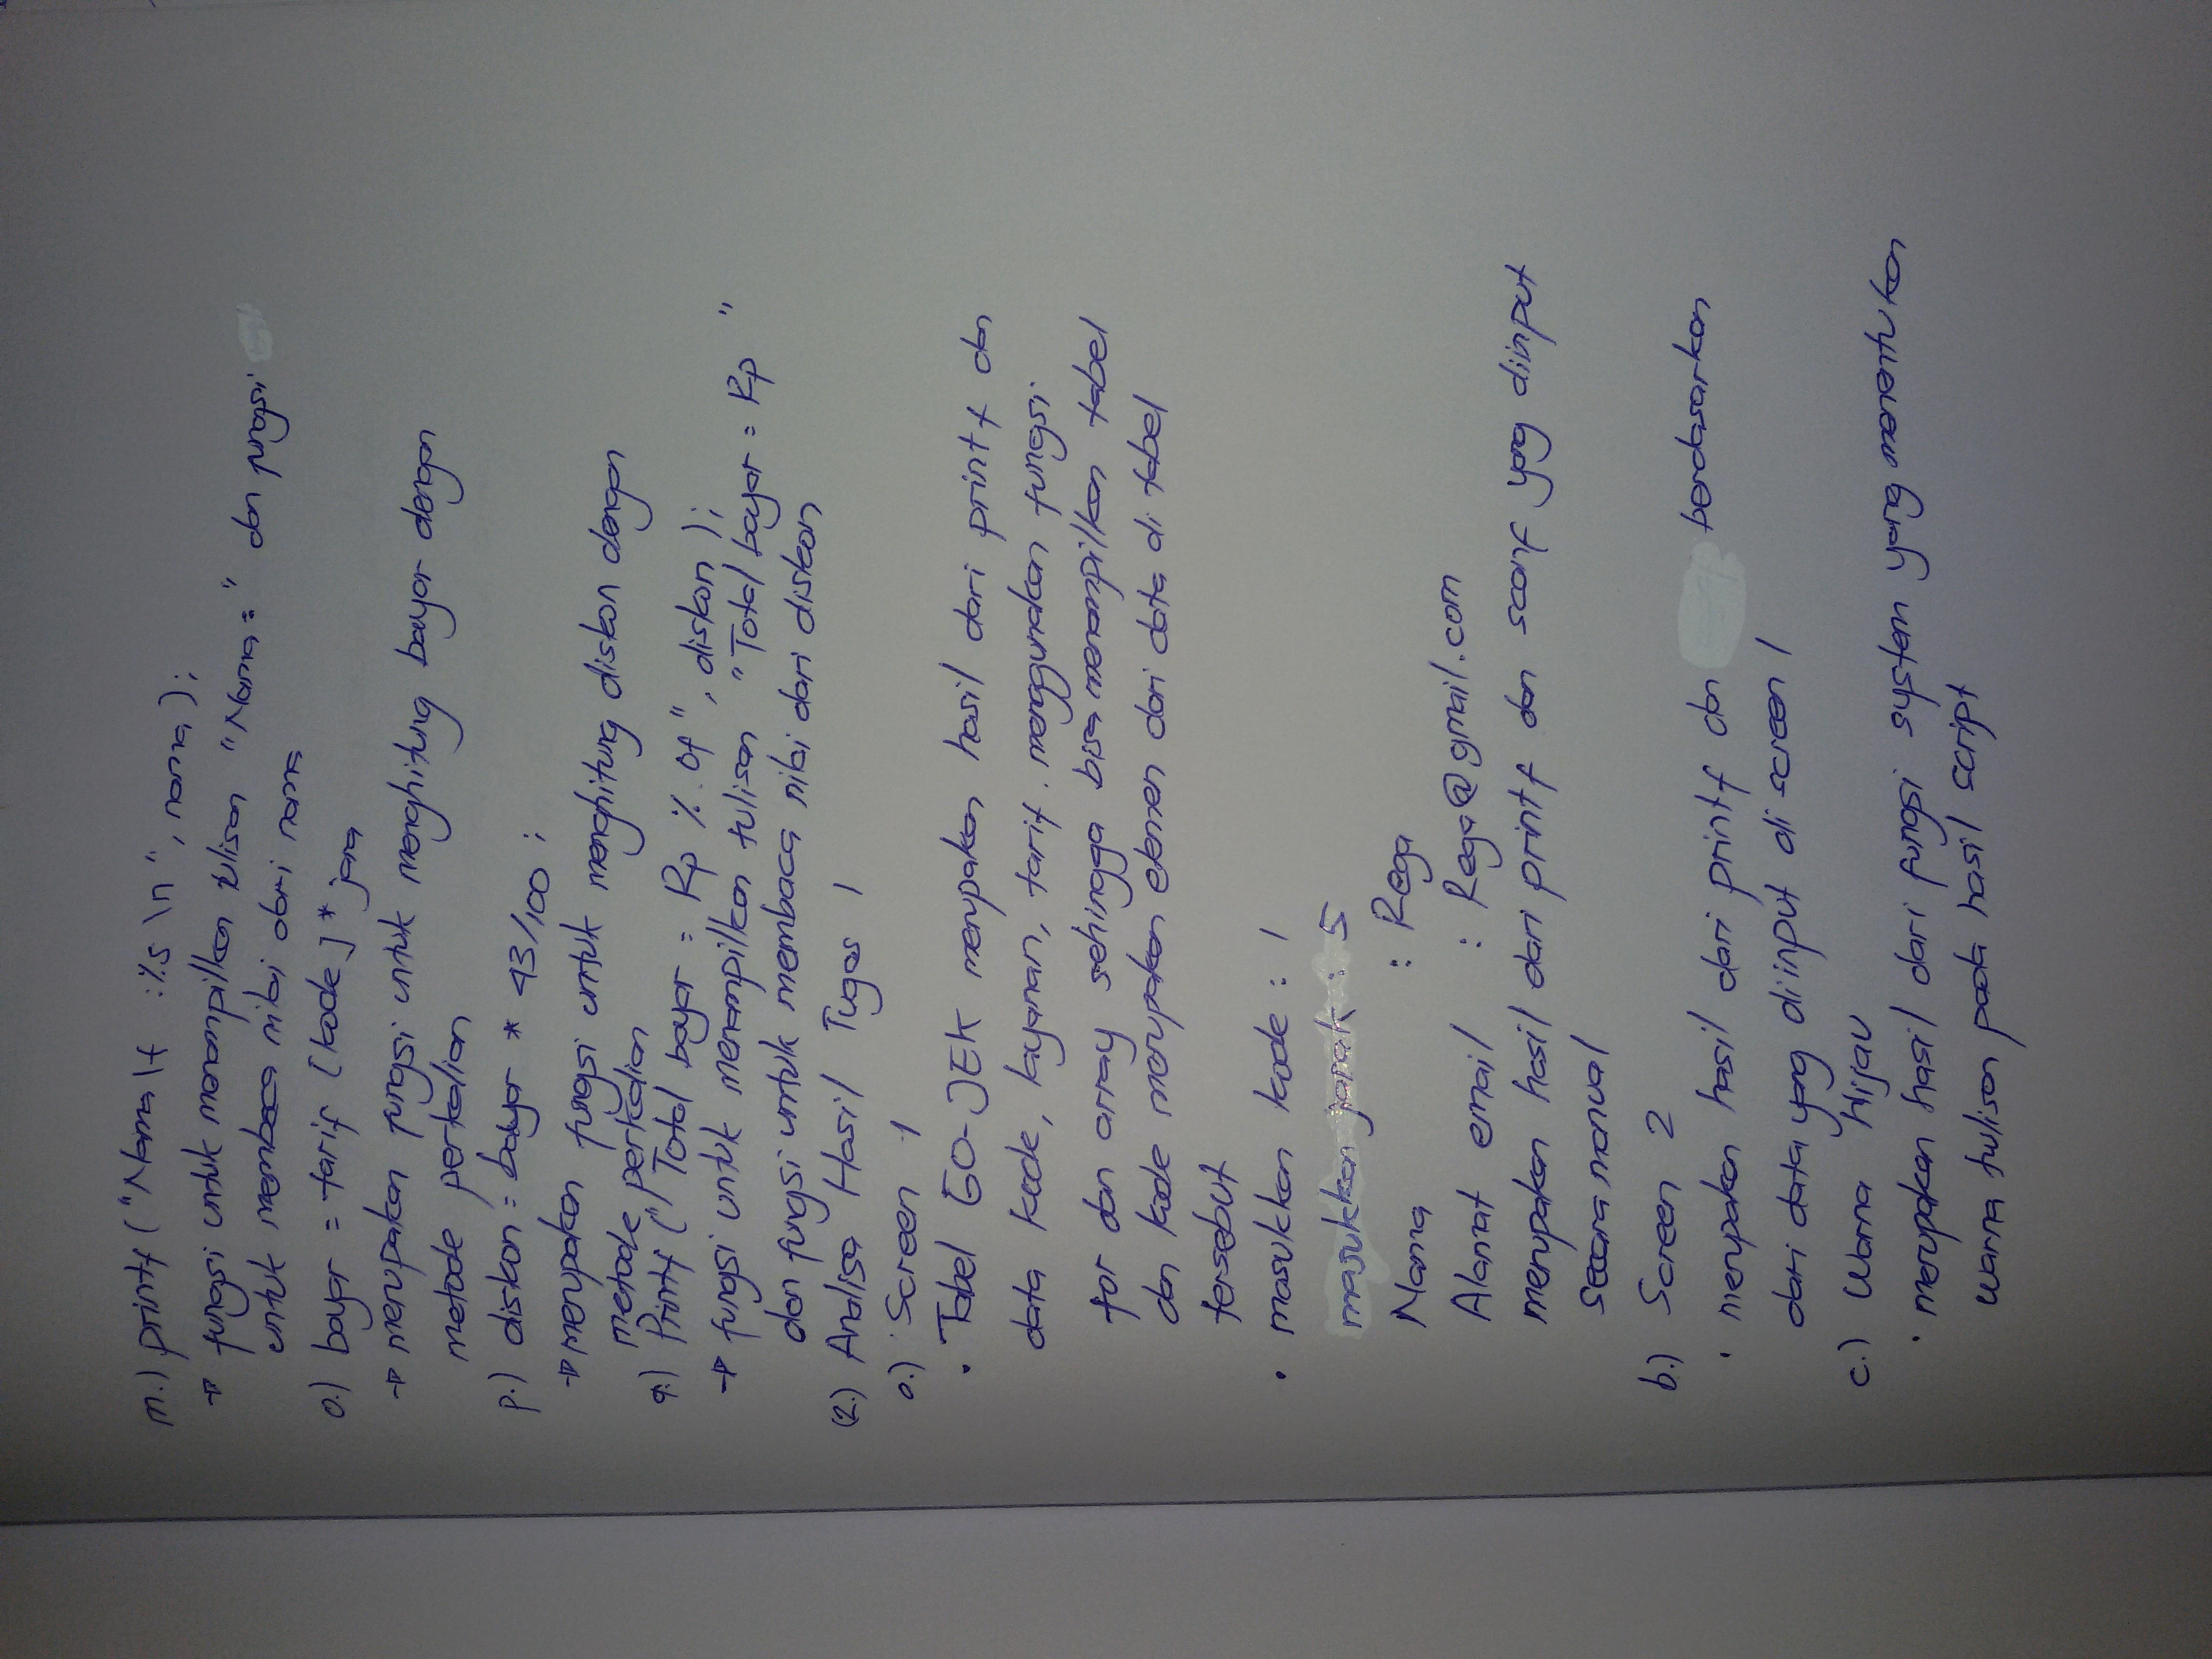 m.) printf ("Nama \t :%s \n", nama);
→ fungsi untuk menampilkan tulisan "Nama = " dan fungsi
untuk membaca nilai dari nama
o.) bayar = tarif [kode] * jara
→ merupakan fungsi untuk menghitung bayar dengan
metode perkalian
p.) diskon = bayar * 43/100 ;
→ merupakan fungsi untuk menghitung diskon dengan
metode perkalian
q.) Printf (" Total bayar = Rp %.0f", diskon );
→ fungsi untuk menampilkan tulisan "Total bayar = Rp "
dan fungsi untuk membaca nilai dari diskon
(2.) Analisa Hasil Tugas 1
a.) Screen 1
• Tabel GO-JEK merupakan hasil dari printf dan
data kode, layanan, tarif. menggunakan fungsi
for dan array sehingga bisa menampilkan tabel
dan kode merupakan elemen dari data di tabel
tersebut
• masukkan kode : 1
masukkan jarak : 5
Nama : Rega
Alamat email : Rega@gmail.com
merupakan hasil dari printf dan scanf yang diinput
secara manual
b.) Screen 2
• merupakan hasil dari printf dan berdasarkan
dari data yang diinput di screen 1
c.) Warna Hijau
• merupakan hasil dari fungsi system yang menentukan
warna tulisan pada hasil script